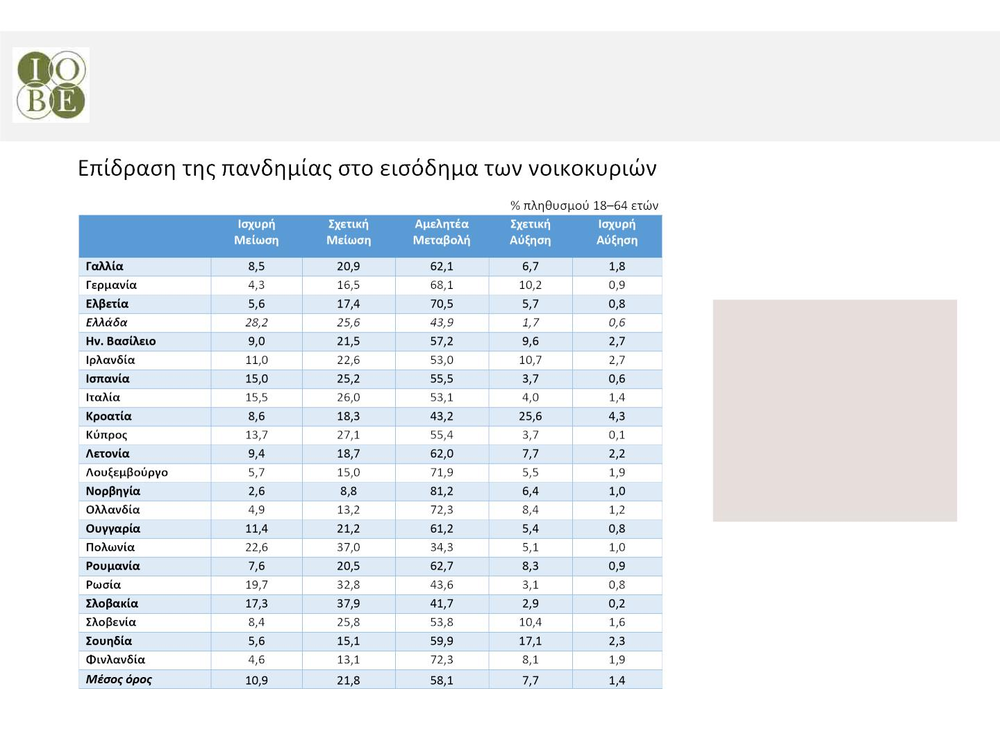 Ι Ο
Β Ε
Επίδραση της πανδημίας στο εισόδημα των νοικοκυριών
% πληθυσμού 18–64 ετών
Ισχυρή Μείωση Σχετική Μείωση Αμελητέα Μεταβολή Σχετική Αύξηση Ισχυρή Αύξηση
Γαλλία 8,5 20,9 62,1 6,7 1,8
Γερμανία 4,3 16,5 68,1 10,2 0,9
Ελβετία 5,6 17,4 70,5 5,7 0,8
Ελλάδα 28,2 25,6 43,9 1,7 0,6
Ην. Βασίλειο 9,0 21,5 57,2 9,6 2,7
Ιρλανδία 11,0 22,6 53,0 10,7 2,7
Ισπανία 15,0 25,2 55,5 3,7 0,6
Ιταλία 15,5 26,0 53,1 4,0 1,4
Κροατία 8,6 18,3 43,2 25,6 4,3
Κύπρος 13,7 27,1 55,4 3,7 0,1
Λετονία 9,4 18,7 62,0 7,7 2,2
Λουξεμβούργο 5,7 15,0 71,9 5,5 1,9
Νορβηγία 2,6 8,8 81,2 6,4 1,0
Ολλανδία 4,9 13,2 72,3 8,4 1,2
Ουγγαρία 11,4 21,2 61,2 5,4 0,8
Πολωνία 22,6 37,0 34,3 5,1 1,0
Ρουμανία 7,6 20,5 62,7 8,3 0,9
Ρωσία 19,7 32,8 43,6 3,1 0,8
Σλοβακία 17,3 37,9 41,7 2,9 0,2
Σλοβενία 8,4 25,8 53,8 10,4 1,6
Σουηδία 5,6 15,1 59,9 17,1 2,3
Φινλανδία 4,6 13,1 72,3 8,1 1,9
Μέσος όρος 10,9 21,8 58,1 7,7 1,4